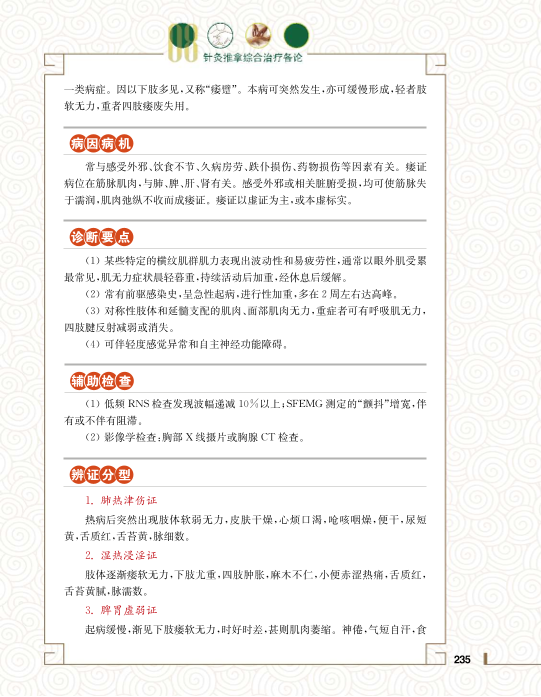 针灸推拿综合治疗备论
一类病症。因以下肢多见,又称“痿躄”。本病可突然发生,亦可缓慢形成,轻者肢
软无力,重者四肢痿废失用。
病因病机
常与感受外邪、饮食不节、久病房劳、跌仆损伤、药物损伤等因素有关。痿证
病位在筋脉肌肉,与肺、脾、肝、肾有关。感受外邪或相关脏腑受损,均可使筋脉失
于濡润,肌肉弛纵不收而成痿证。痿证以虚证为主,或本虚标实。
诊断要点
(1) 某些特定的横纹肌群肌力表现出波动性和易疲劳性,通常以眼外肌受累
最常见,肌无力症状晨轻暮重,持续活动后加重,经休息后缓解。
(2) 常有前驱感染史,呈急性起病,进行性加重,多在 2 周左右达高峰。
(3) 对称性肢体和延髓支配的肌肉、面部肌肉无力,重症者可有呼吸肌无力,
四肢腱反射减弱或消失。
(4) 可伴轻度感觉异常和自主神经功能障碍。
辅助检查
(1) 低频 RNS 检查发现波幅递减 10%以上;SFEMG 测定的“颤抖”增宽,伴
有或不伴有阻滞。
(2) 影像学检查:胸部 X 线摄片或胸腺 CT 检查。
辨证分型
1. 肺热津伤证
热病后突然出现肢体软弱无力,皮肤干燥,心烦口渴,呛咳咽燥,便干,尿短
黄,舌质红,舌苔黄,脉细数。
2. 湿热浸淫证
肢体逐渐痿软无力,下肢尤重,四肢肿胀,麻木不仁,小便赤涩热痛,舌质红,
舌苔黄腻,脉濡数。
3. 脾胃虚弱证
起病缓慢,渐见下肢痿软无力,时好时差,甚则肌肉萎缩。神倦,气短自汗,食
235